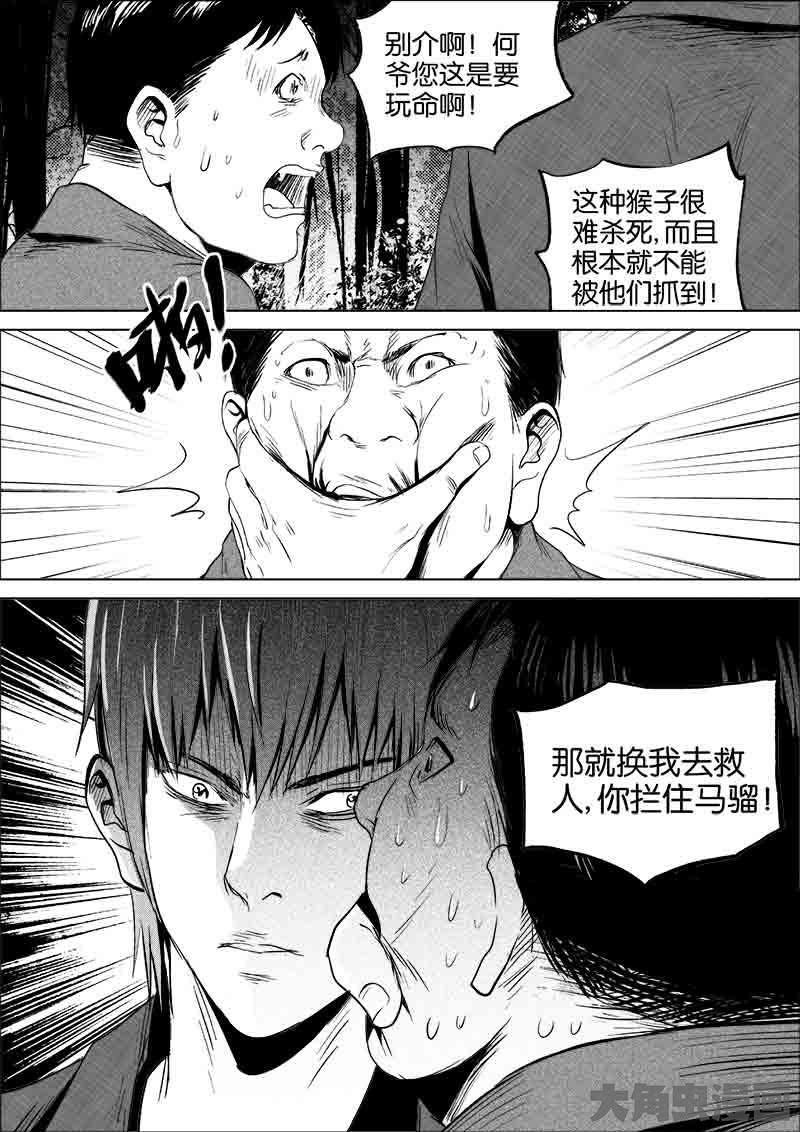 别介啊！何
爷您这是要
玩命啊！
这种猴子很
难杀死，而且
根本就不能
被他们抓到！
啪！
那就换我去救
人，你拦住马骝！
大角虫漫画